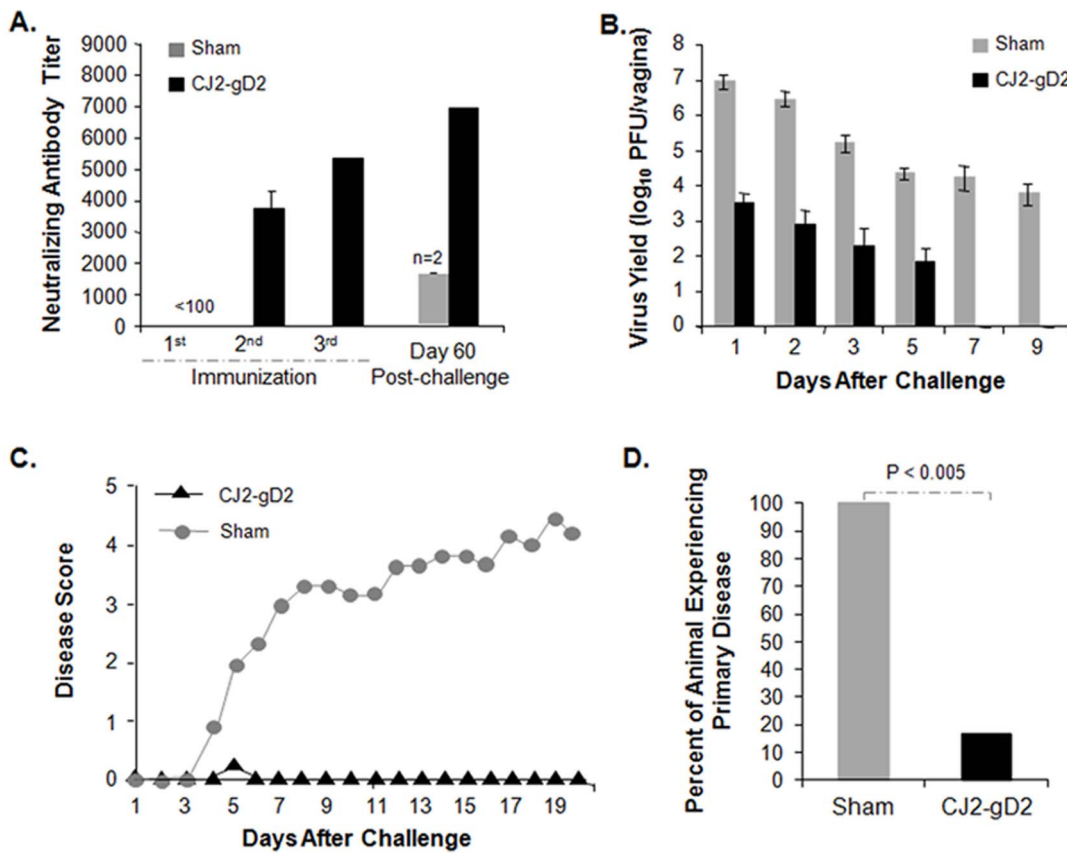 A.
Neutralizing Antibody Titer
9000
8000
7000
6000
5000
4000
3000
2000
1000
0
Sham
CJ2-gD2
<100
n=2
1st 2nd 3rd
Immunization
Day 60
Post-challenge
B.
Virus Yield (log10 PFU/vagina)
8
7
6
5
4
3
2
1
0
Sham
CJ2-gD2
1 2 3 5 7 9
Days After Challenge
C.
Disease Score
5
4
3
2
1
0
CJ2-gD2
Sham
1 3 5 7 9 11 13 15 17 19
Days After Challenge
D.
Percent of Animal Experiencing
Primary Disease
P < 0.005
100
90
80
70
60
50
40
30
20
10
0
Sham CJ2-gD2